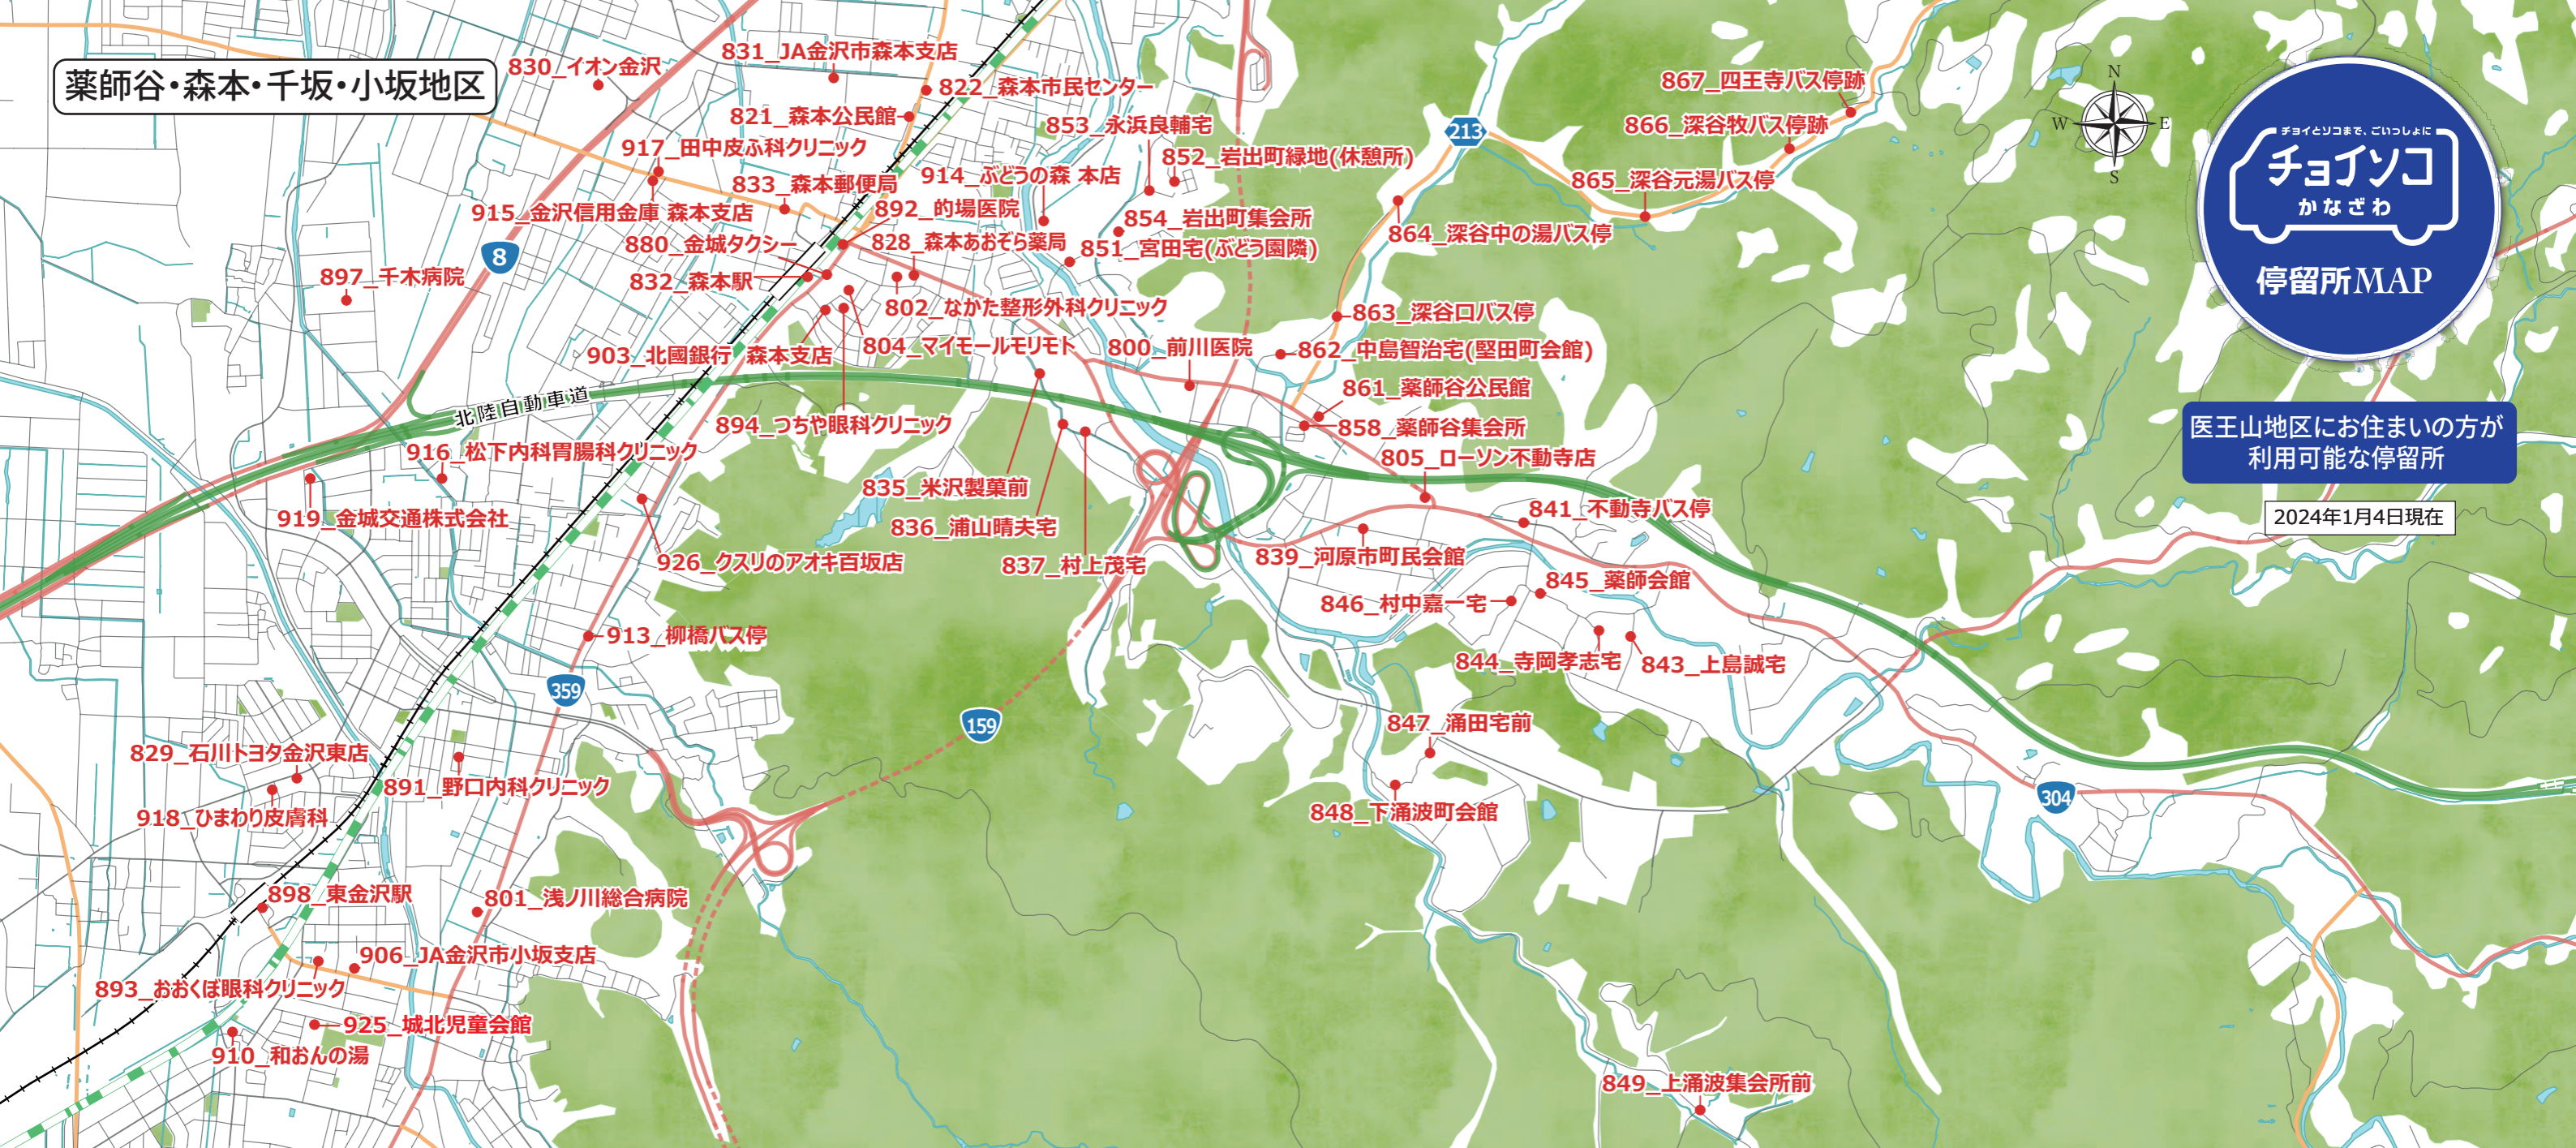 薬師谷・森本・千坂・小坂地区
830_イオン金沢
831_JA金沢市森本支店
822_森本市民センター
821_森本公民館
853_永浜良輔宅
917_田中皮ふ科クリニック
852_岩出町緑地(休憩所)
833_森本郵便局
914_ぶどうの森 本店
915_金沢信用金庫 森本支店
892_的場医院
854_岩出町集会所
880_金城タクシー
828_森本あおぞら薬局
851_宮田宅(ぶどう園隣)
8
897_千木病院
832_森本駅
802_なかた整形外科クリニック
903_北國銀行 森本支店
804_マイモールモリモト
800_前川医院
867_四王寺バス停跡
866_深谷牧バス停跡
213
865_深谷元湯バス停
864_深谷中の湯バス停
863_深谷口バス停
862_中島智治宅(堅田町会館)
861_薬師谷公民館
858_薬師谷集会所
805_ローソン不動寺店
北陸自動車道
894_つちや眼科クリニック
916_松下内科胃腸科クリニック
835_米沢製菓前
919_金城交通株式会社
836_浦山晴夫宅
841_不動寺バス停
926_クスリのアオキ百坂店
837_村上茂宅
839_河原市町民会館
845_薬師会館
846_村中嘉一宅
913_柳橋バス停
844_寺岡孝志宅
843_上島誠宅
359
159
847_涌田宅前
829_石川トヨタ金沢東店
891_野口内科クリニック
304
918_ひまわり皮膚科
848_下涌波町会館
898_東金沢駅
801_浅ノ川総合病院
906_JA金沢市小坂支店
893_おおくぼ眼科クリニック
925_城北児童会館
910_和おんの湯
849_上涌波集会所前
N
W
E
S
チョイとソコまで、ごいっしょに
チョイソコ
かなざわ
停留所MAP
医王山地区にお住まいの方が
利用可能な停留所
2024年1月4日現在